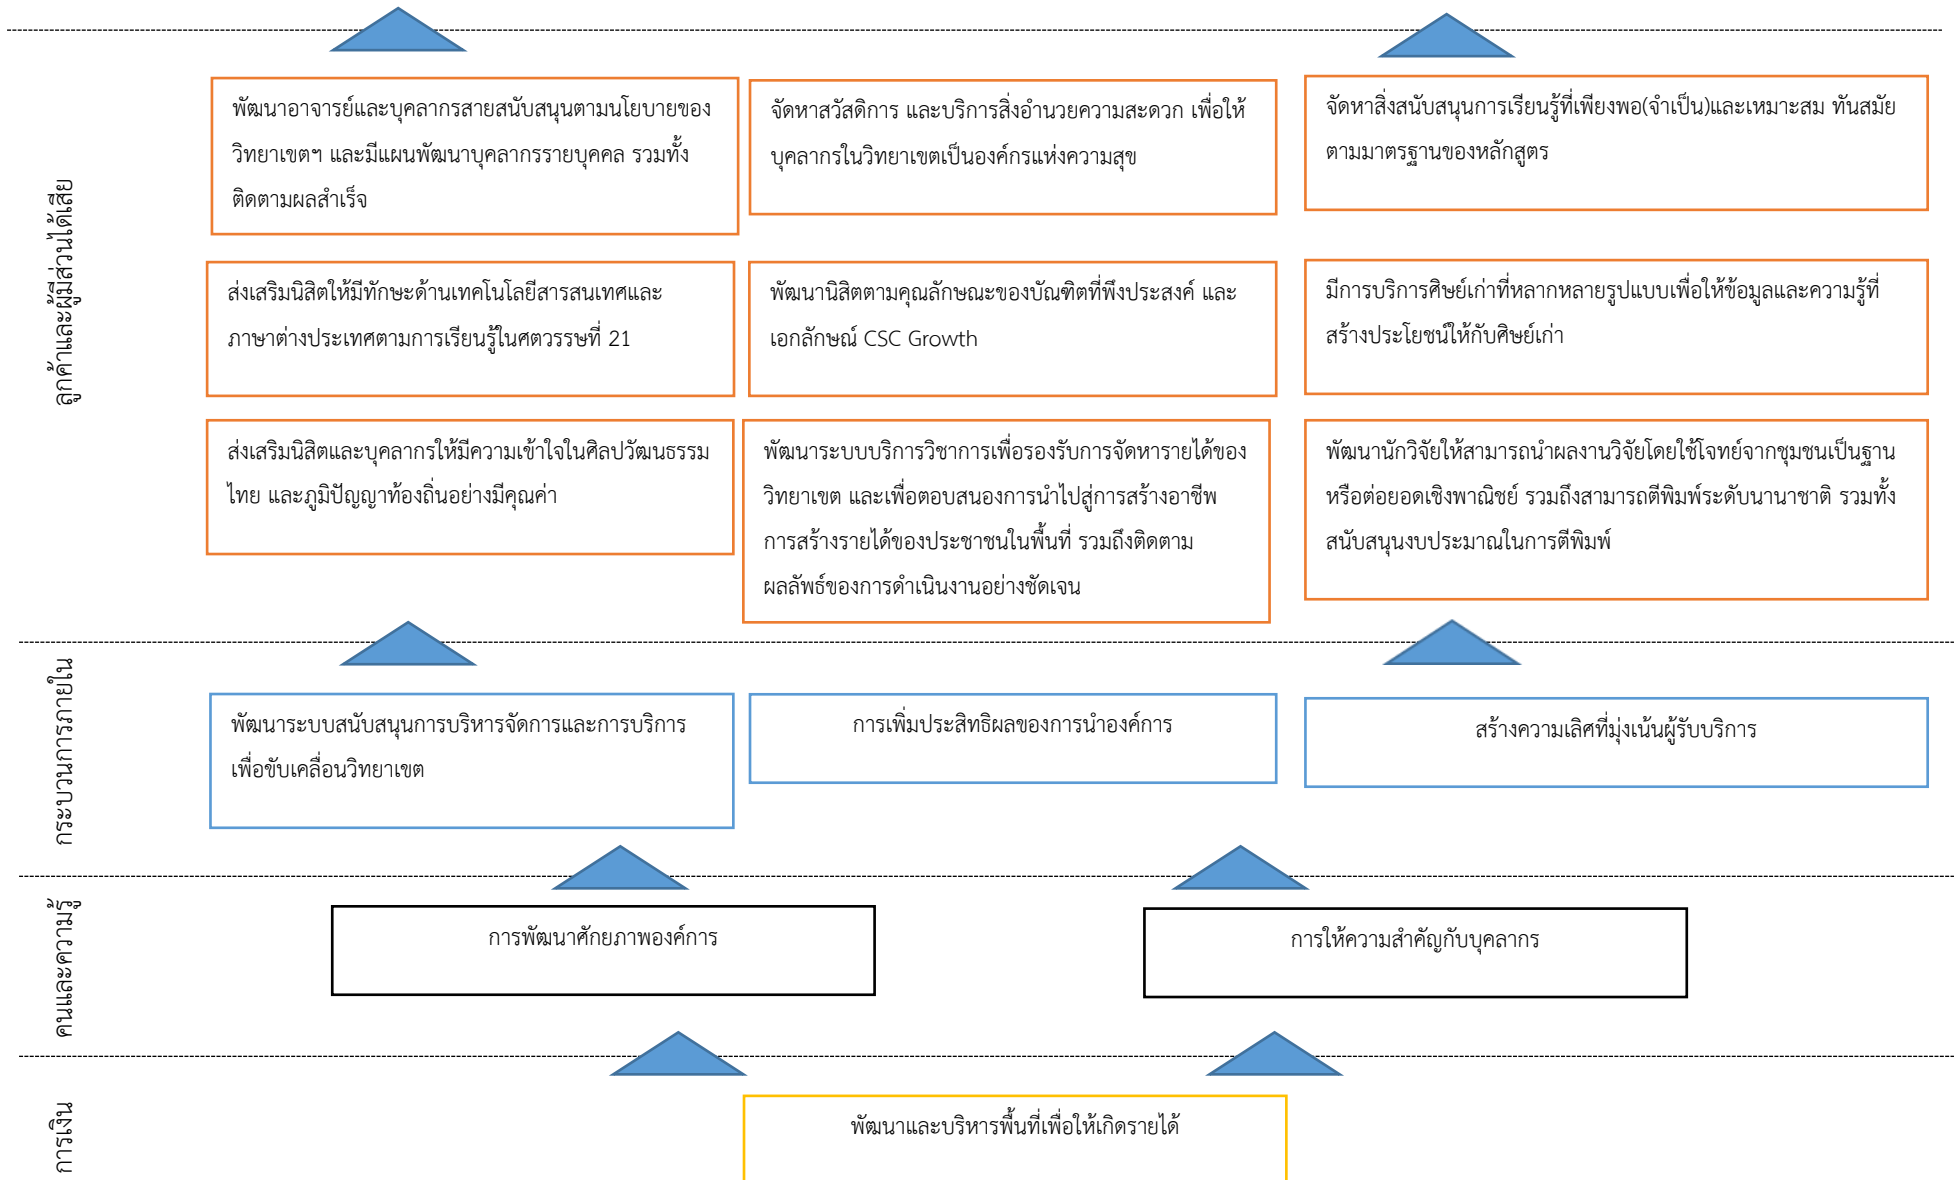 ลูกค้าและผู้มีส่วนได้เสีย
พัฒนาอาจารย์และบุคลากรสายสนับสนุนตามนโยบายของ
วิทยาเขตฯ และมีแผนพัฒนาบุคลากรรายบุคคล รวมทั้ง
ติดตามผลสำเร็จ
จัดหาสวัสดิการ และบริการสิ่งอำนวยความสะดวก เพื่อให้
บุคลากรในวิทยาเขตเป็นองค์กรแห่งความสุข
จัดหาสิ่งสนับสนุนการเรียนรู้ที่เพียงพอ(จำเป็น)และเหมาะสม ทันสมัย
ตามมาตรฐานของหลักสูตร
ส่งเสริมนิสิตให้มีทักษะด้านเทคโนโลยีสารสนเทศและ
ภาษาต่างประเทศตามการเรียนรู้ในศตวรรษที่ 21
พัฒนานิสิตตามคุณลักษณะของบัณฑิตที่พึงประสงค์ และ
เอกลักษณ์ CSC Growth
มีการบริการศิษย์เก่าที่หลากหลายรูปแบบเพื่อให้ข้อมูลและความรู้ที่
สร้างประโยชน์ให้กับศิษย์เก่า
ส่งเสริมนิสิตและบุคลากรให้มีความเข้าใจในศิลปวัฒนธรรม
ไทย และภูมิปัญญาท้องถิ่นอย่างมีคุณค่า
พัฒนาระบบบริการวิชาการเพื่อรองรับการจัดหารายได้ของ
วิทยาเขต และเพื่อตอบสนองการนำไปสู่การสร้างอาชีพ
การสร้างรายได้ของประชาชนในพื้นที่ รวมถึงติดตาม
ผลลัพธ์ของการดำเนินงานอย่างชัดเจน
พัฒนานักวิจัยให้สามารถนำผลงานวิจัยโดยใช้โจทย์จากชุมชนเป็นฐาน
หรือต่อยอดเชิงพาณิชย์ รวมถึงสามารถตีพิมพ์ระดับนานาชาติ รวมทั้ง
สนับสนุนงบประมาณในการตีพิมพ์
กระบวนการภายใน
พัฒนาระบบสนับสนุนการบริหารจัดการและการบริการ
เพื่อขับเคลื่อนวิทยาเขต
การเพิ่มประสิทธิผลของการนำองค์การ
สร้างความเลิศที่มุ่งเน้นผู้รับบริการ
คนและความรู้
การพัฒนาศักยภาพองค์การ
การให้ความสำคัญกับบุคลากร
การเงิน
พัฒนาและบริหารพื้นที่เพื่อให้เกิดรายได้